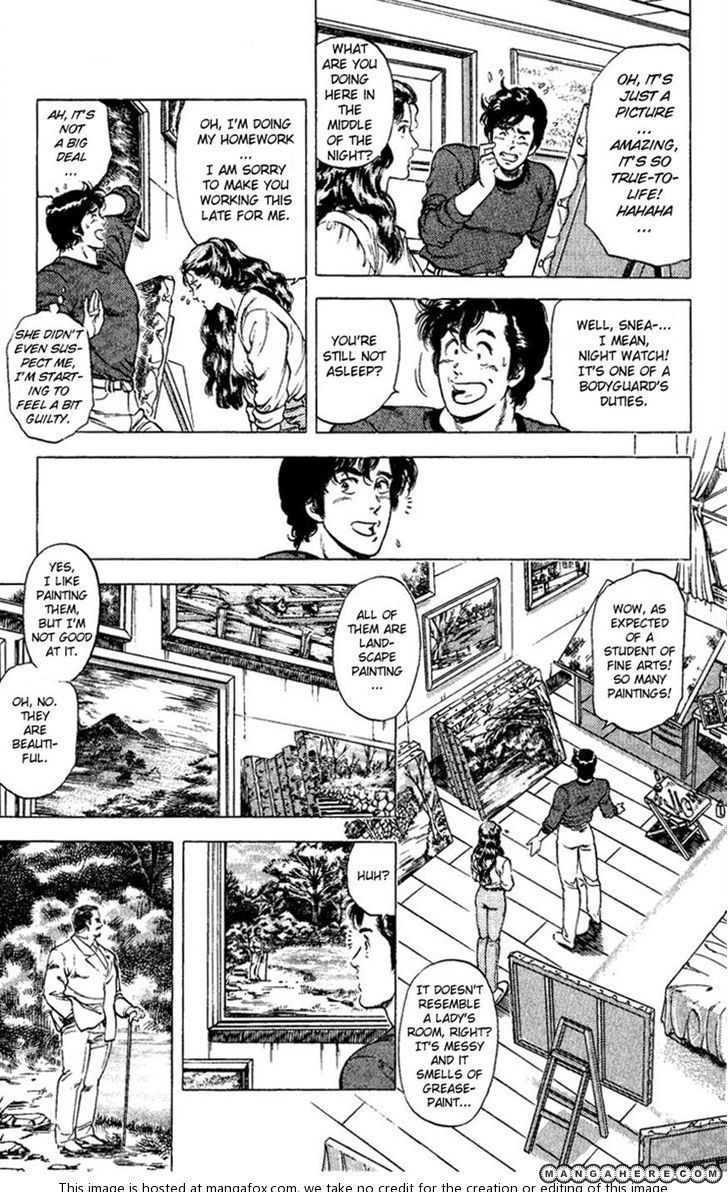 OH, IT'S
JUST A
PICTURE
...
AMAZING,
IT'S SO
TRUE-TO-
LIFE!
HAHAHA
...
WHAT
ARE YOU
DOING
HERE IN
THE
MIDDLE
OF THE
NIGHT?
OH, I'M DOING
MY HOMEWORK
...
I AM SORRY
TO MAKE YOU
WORKING THIS
LATE FOR ME.
AH, IT'S
NOT
A BIG
DEAL
...
SHE DIDN'T
EVEN SUS-
PECT ME,
I'M START-
ING TO
FEEL A BIT
GUILTY.
WELL, SNEA-...
I MEAN,
NIGHT WATCH!
IT'S ONE OF A
BODYGUARD'S
DUTIES.
YOU'RE
STILL NOT
ASLEEP?
WOW, AS
EXPECTED
OF A
STUDENT OF
FINE ARTS!
SO MANY
PAINTINGS!
IT DOESN'T
RESEMBLE
A LADY'S
ROOM, RIGHT?
IT'S MESSY
AND IT
SMELLS OF
GREASE-
PAINT...
ALL OF
THEM ARE
LAND-
SCAPE
PAINTING
...
YES,
I LIKE
PAINTING
THEM,
BUT I'M
NOT GOOD
AT IT.
OH, NO.
THEY
ARE
BEAUTI-
FUL.
HUH?
MANGAHERE.COM
This image is hosted at mangafox.com. we take no credit for the creation or editing of this image.